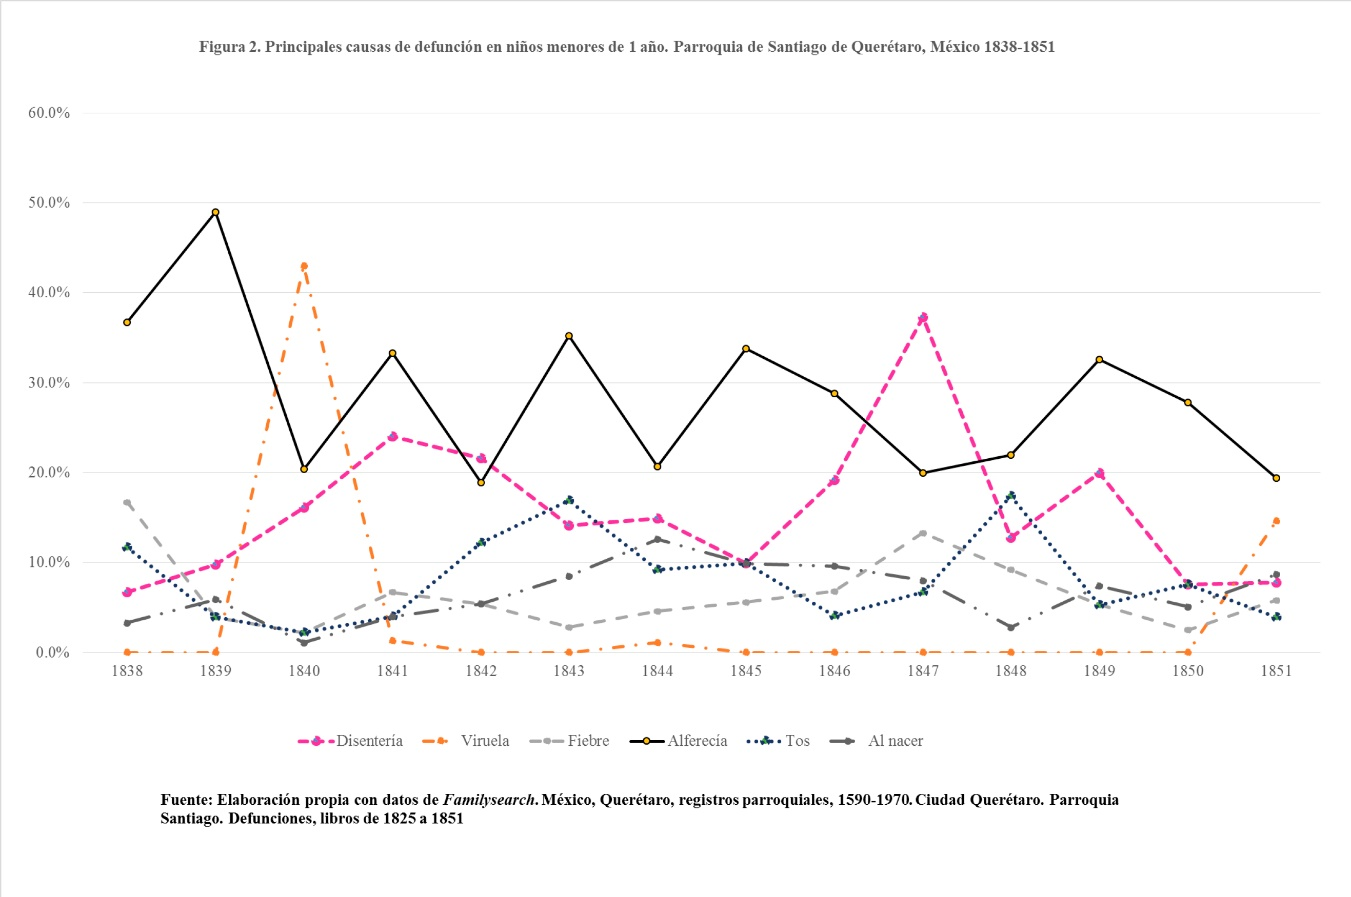 Figura 2. Principales causas de defunción en niños menores de 1 año. Parroquia de Santiago de Querétaro, México 1838-1851
60.0%
50.0%
40.0%
30.0%
20.0%
10.0%
0.0%
1838 1839 1840 1841 1842 1843 1844 1845 1846 1847 1848 1849 1850 1851
Disentería Viruela Fiebre Alferecía Tos Al nacer
Fuente: Elaboración propia con datos de Familysearch. México, Querétaro, registros parroquiales, 1590-1970. Ciudad Querétaro. Parroquia
Santiago. Defunciones, libros de 1825 a 1851